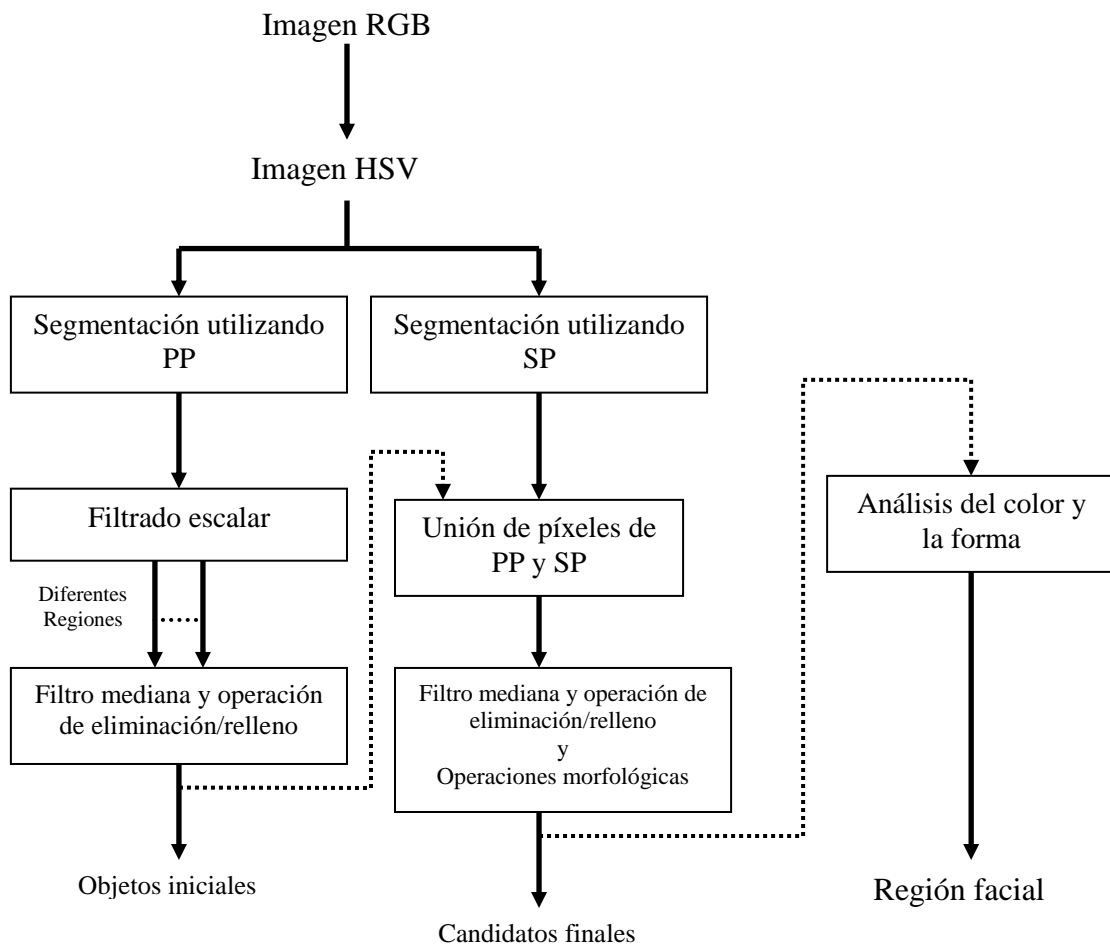 Imagen RGB
Imagen HSV
Segmentación utilizando
PP
Segmentación utilizando
SP
Filtrado escalar
Diferentes
Regiones
Filtro mediana y operación
de eliminación/relleno
Objetos iniciales
Unión de píxeles de
PP y SP
Filtro mediana y operación de
eliminación/relleno
y
Operaciones morfológicas
Candidatos finales
Análisis del color y
la forma
Región facial